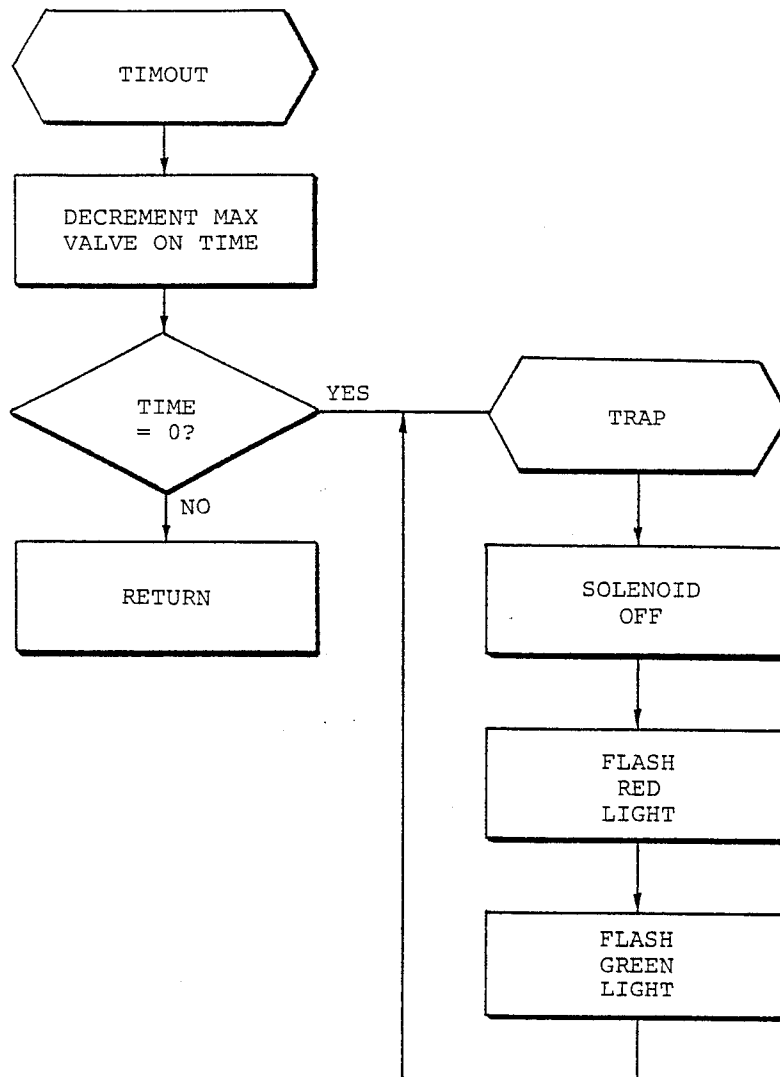 TIMOUT
DECREMENT MAX
VALVE ON TIME
TIME
= 0?
YES
NO
RETURN
TRAP
SOLENOID
OFF
FLASH
RED
LIGHT
FLASH
GREEN
LIGHT